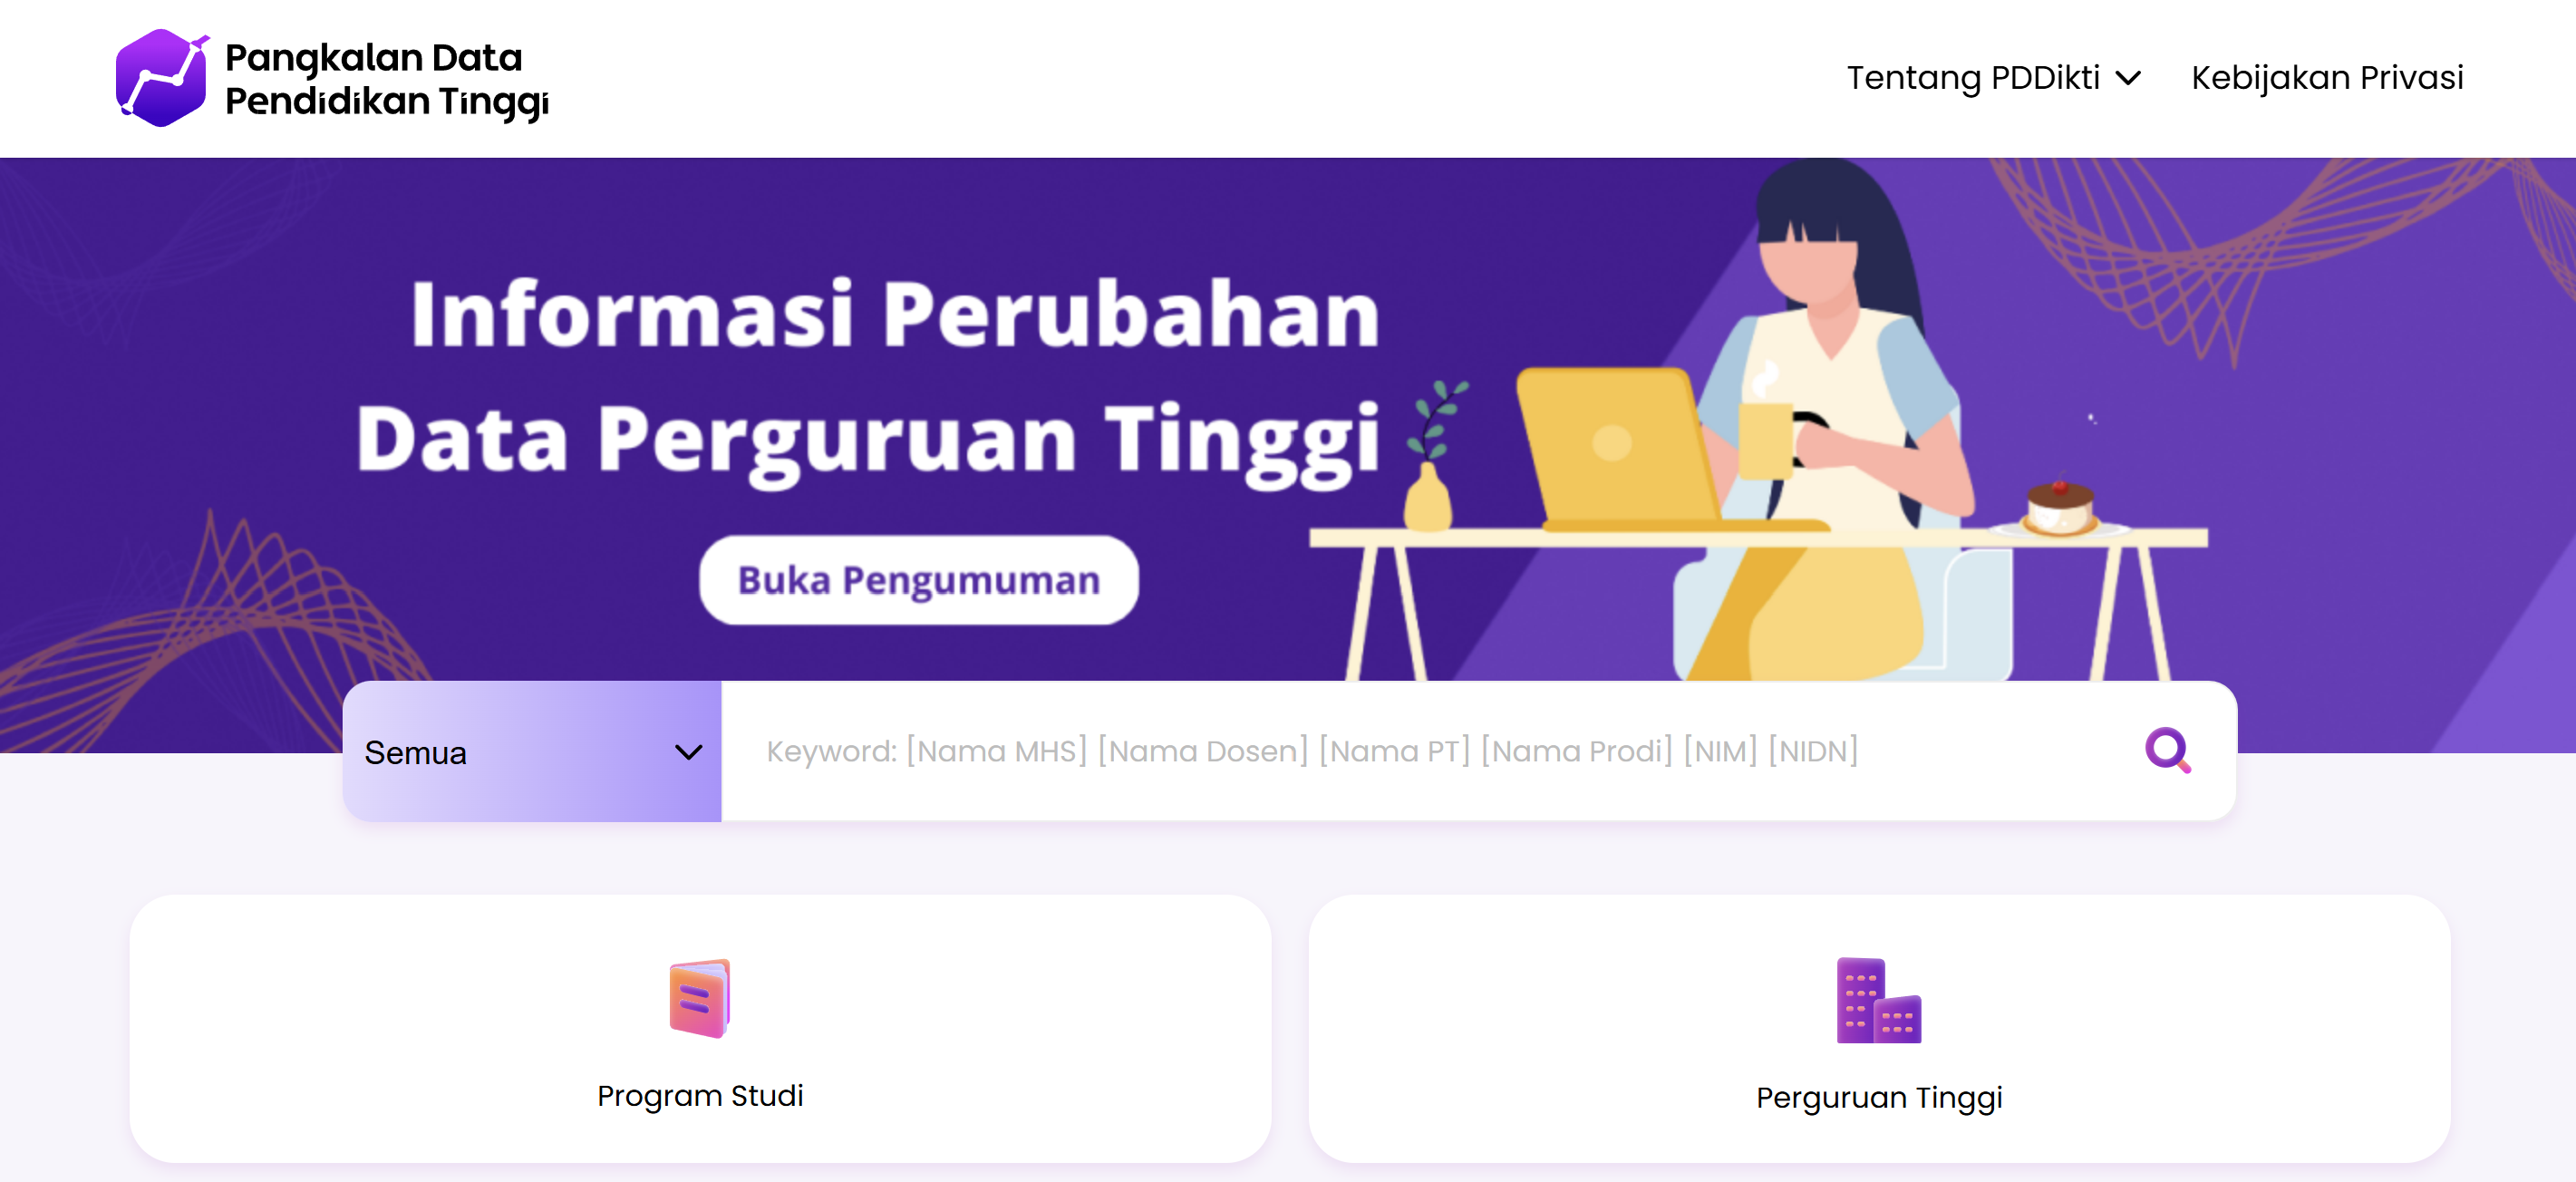 Pangkalan Data
Pendidikan Tinggi
Tentang PDDikti
Kebijakan Privasi
Informasi Perubahan
Data Perguruan Tinggi
Buka Pengumuman
Semua
Keyword: [Nama MHS] [Nama Dosen] [Nama PT] [Nama Prodi] [NIM] [NIDN]
Program Studi
Perguruan Tinggi